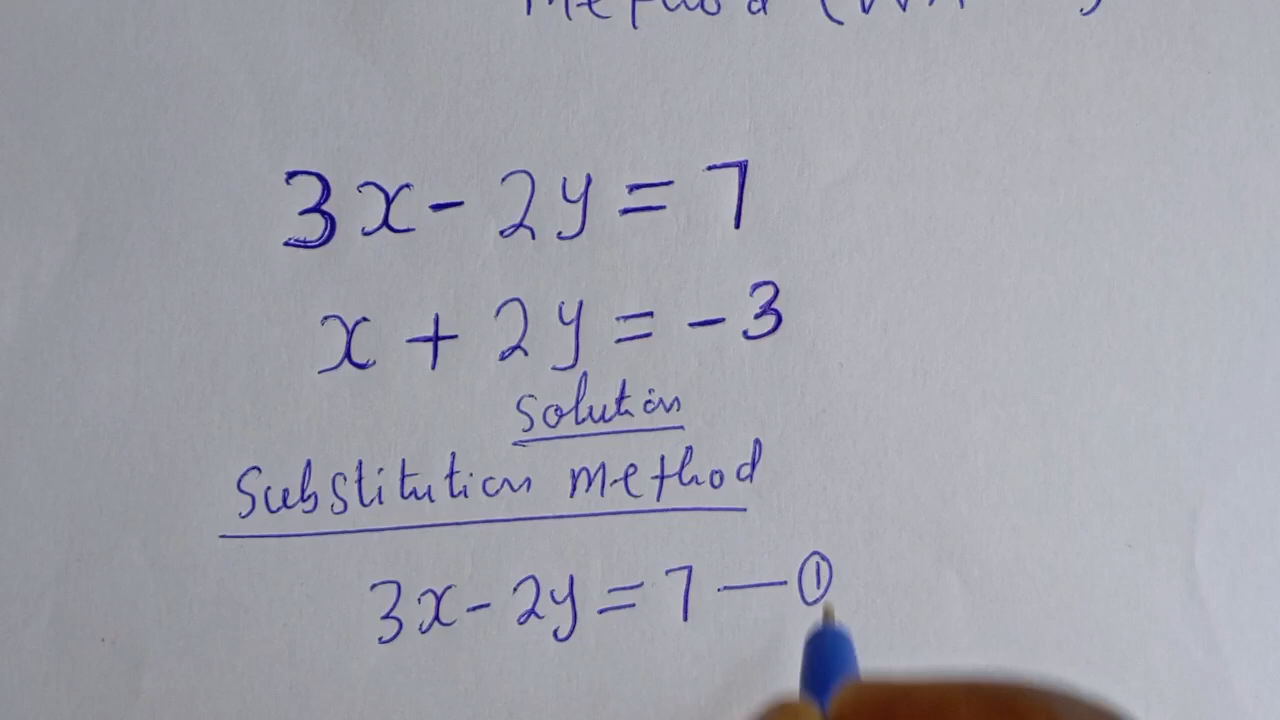 3x - 2y = 7
x + 2y = -3
Solution
Substitution method
3x - 2y = 7 — ①